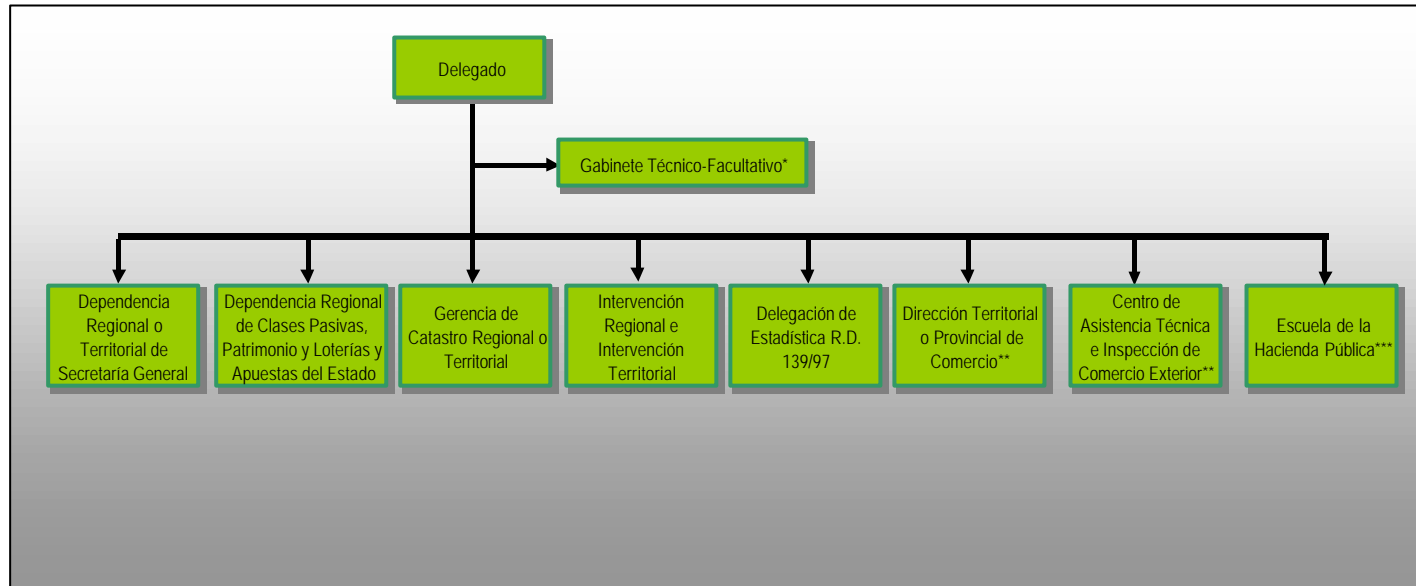 Delegado
Gabinete Técnico-Facultativo*
Dependencia
Regional o
Territorial de
Secretaría General
Dependencia Regional
de Clases Pasivas,
Patrimonio y Loterías y
Apuestas del Estado
Gerencia de
Catastro Regional o
Territorial
Intervención
Regional e
Intervención
Territorial
Delegación de
Estadística R.D.
139/97
Dirección Territorial
o Provincial de
Comercio**
Centro de
Asistencia Técnica
e Inspección de
Comercio Exterior**
Escuela de la
Hacienda Pública***